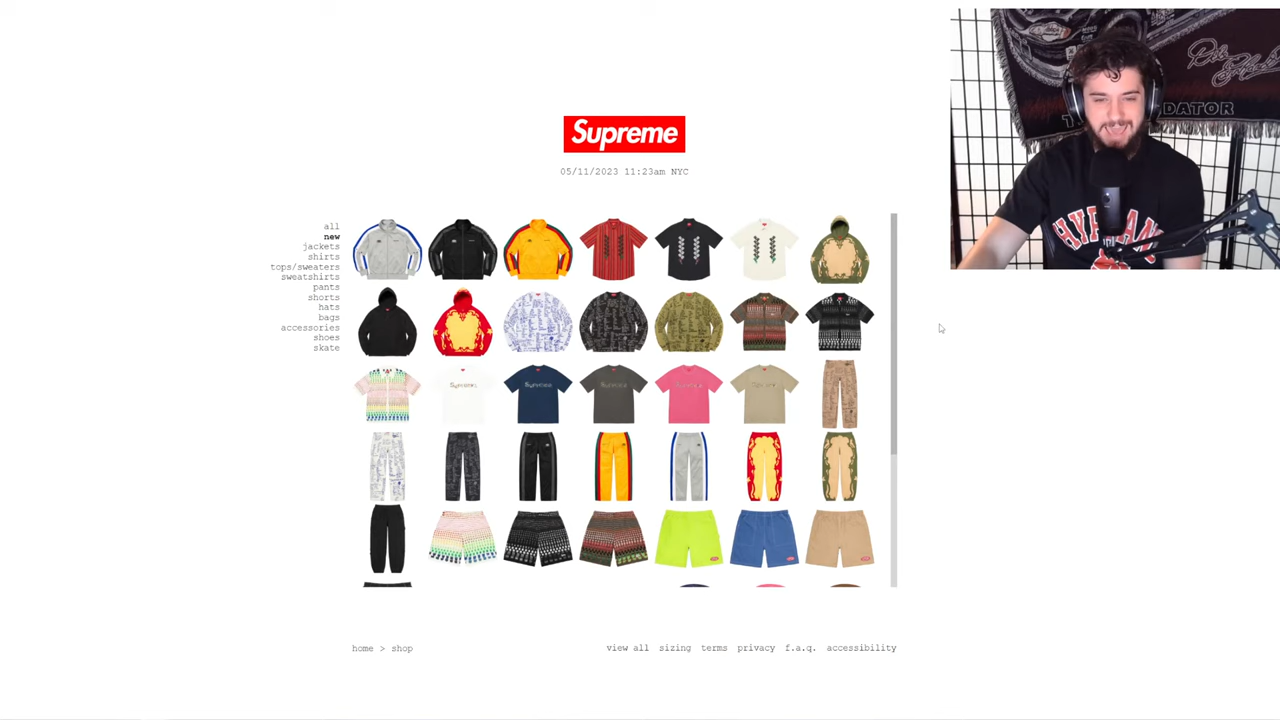 Supreme
05/11/2023 11:23am NYC
all
new
jackets
shirts
tops/sweaters
sweatshirts
pants
shorts
hats
bags
accessories
shoes
skate
home > shop
view all sizing terms privacy f.a.q. accessibility